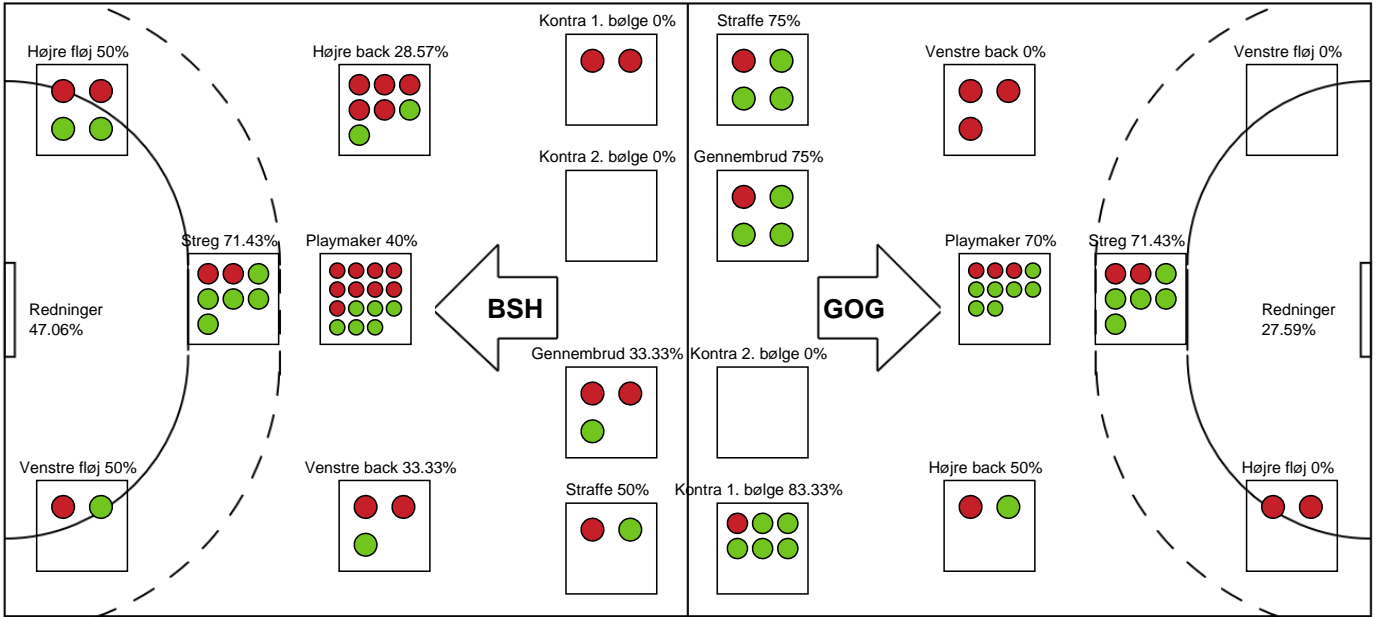 Kontra 1. bølge 0%
Straffe 75%
Højre fløj 50%
Højre back 28.57%
Venstre back 0%
Venstre fløj 0%
Kontra 2. bølge 0%
Gennembrud 75%
Streg 71.43%
Playmaker 40%
Playmaker 70%
Streg 71.43%
Redninger
47.06%
BSH
GOG
Redninger
27.59%
Gennembrud 33.33%
Kontra 2. bølge 0%
Venstre fløj 50%
Venstre back 33.33%
Højre back 50%
Højre fløj 0%
Straffe 50%
Kontra 1. bølge 83.33%